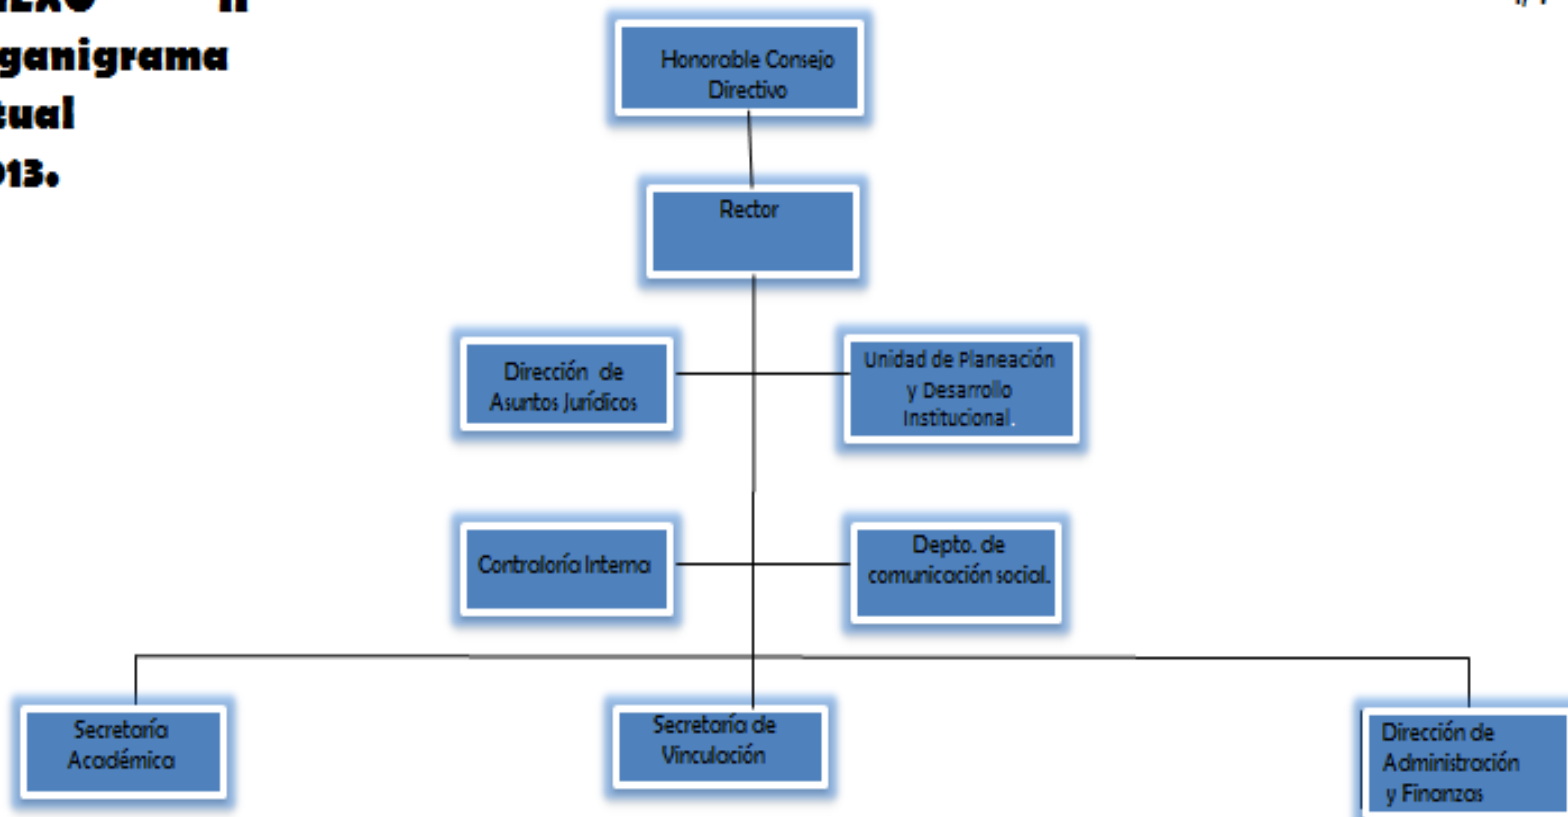 ganigrama
tual
13.
Honorable Consejo
Directivo
Rector
Dirección de
Asuntos Jurídicos
Unidad de Planeación
y Desarrollo
Institucional.
Contraloría Interna
Depto. de
comunicación social.
Secretaría
Académica
Secretaría de
Vinculación
Dirección de
Administración
y Finanzas